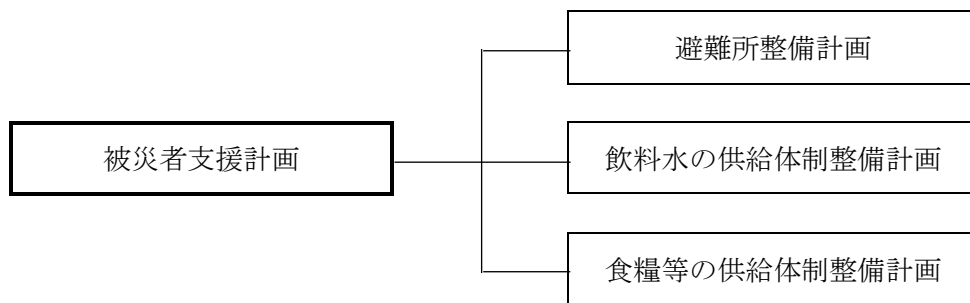 避難所整備計画
被災者支援計画
飲料水の供給体制整備計画
食糧等の供給体制整備計画